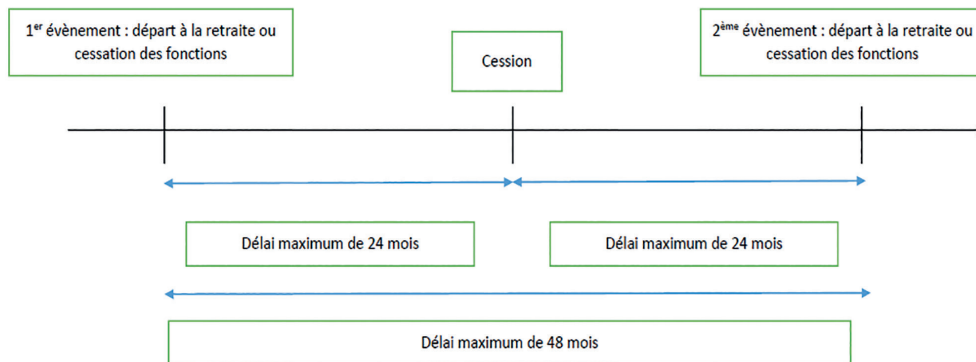 1er évènement : départ à la retraite ou
cessation des fonctions
Cession
2ème évènement : départ à la retraite ou
cessation des fonctions
Délai maximum de 24 mois
Délai maximum de 24 mois
Délai maximum de 48 mois